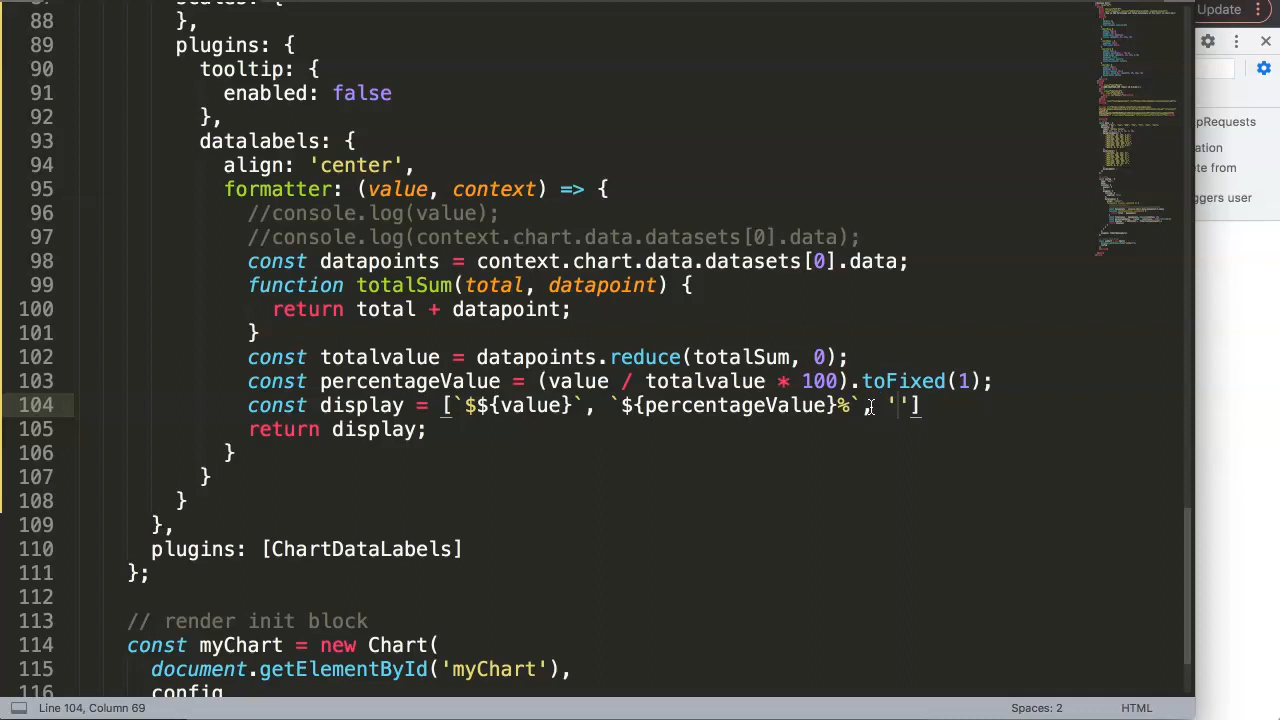 88 },
89 plugins: {
90 tooltip: {
91 enabled: false
92 },
93 datalabels: {
94 align: 'center',
95 formatter: (value, context) => {
96 //console.log(value);
97 //console.log(context.chart.data.datasets[0].data);
98 const datapoints = context.chart.data.datasets[0].data;
99 function totalSum(total, datapoint) {
100 return total + datapoint;
101 }
102 const totalvalue = datapoints.reduce(totalSum, 0);
103 const percentageValue = (value / totalvalue * 100).toFixed(1);
104 const display = [`$${value}`, `${percentageValue}%`, '']
105 return display;
106 }
107 }
108 }
109 },
110 plugins: [ChartDataLabels]
111 };
112
113 // render init block
114 const myChart = new Chart(
115 document.getElementById('myChart'),
116 config
Line 104, Column 69
Spaces: 2
HTML
Update
pRequests
ation
ete from
ggers user